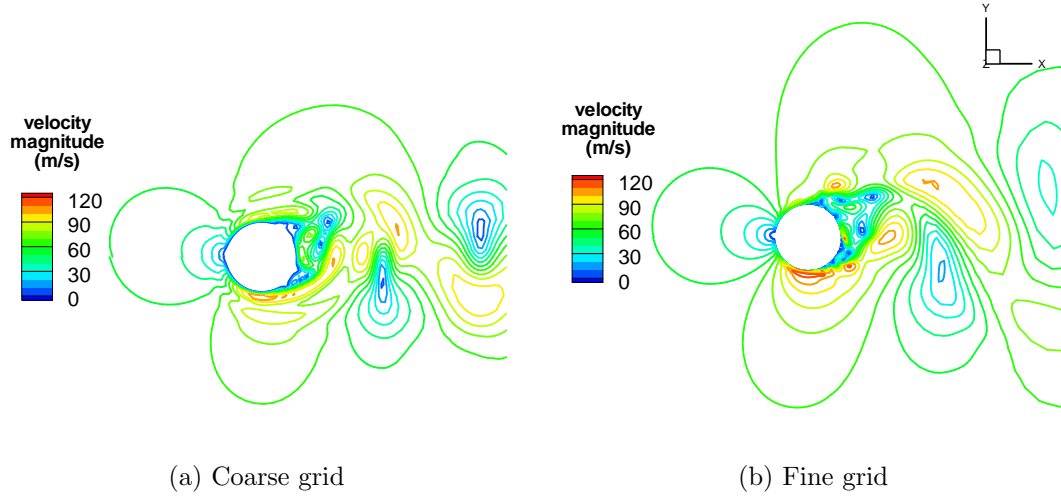 velocity
magnitude
(m/s)
120
90
60
30
0
(a) Coarse grid
Y
Z
X
velocity
magnitude
(m/s)
120
90
60
30
0
(b) Fine grid